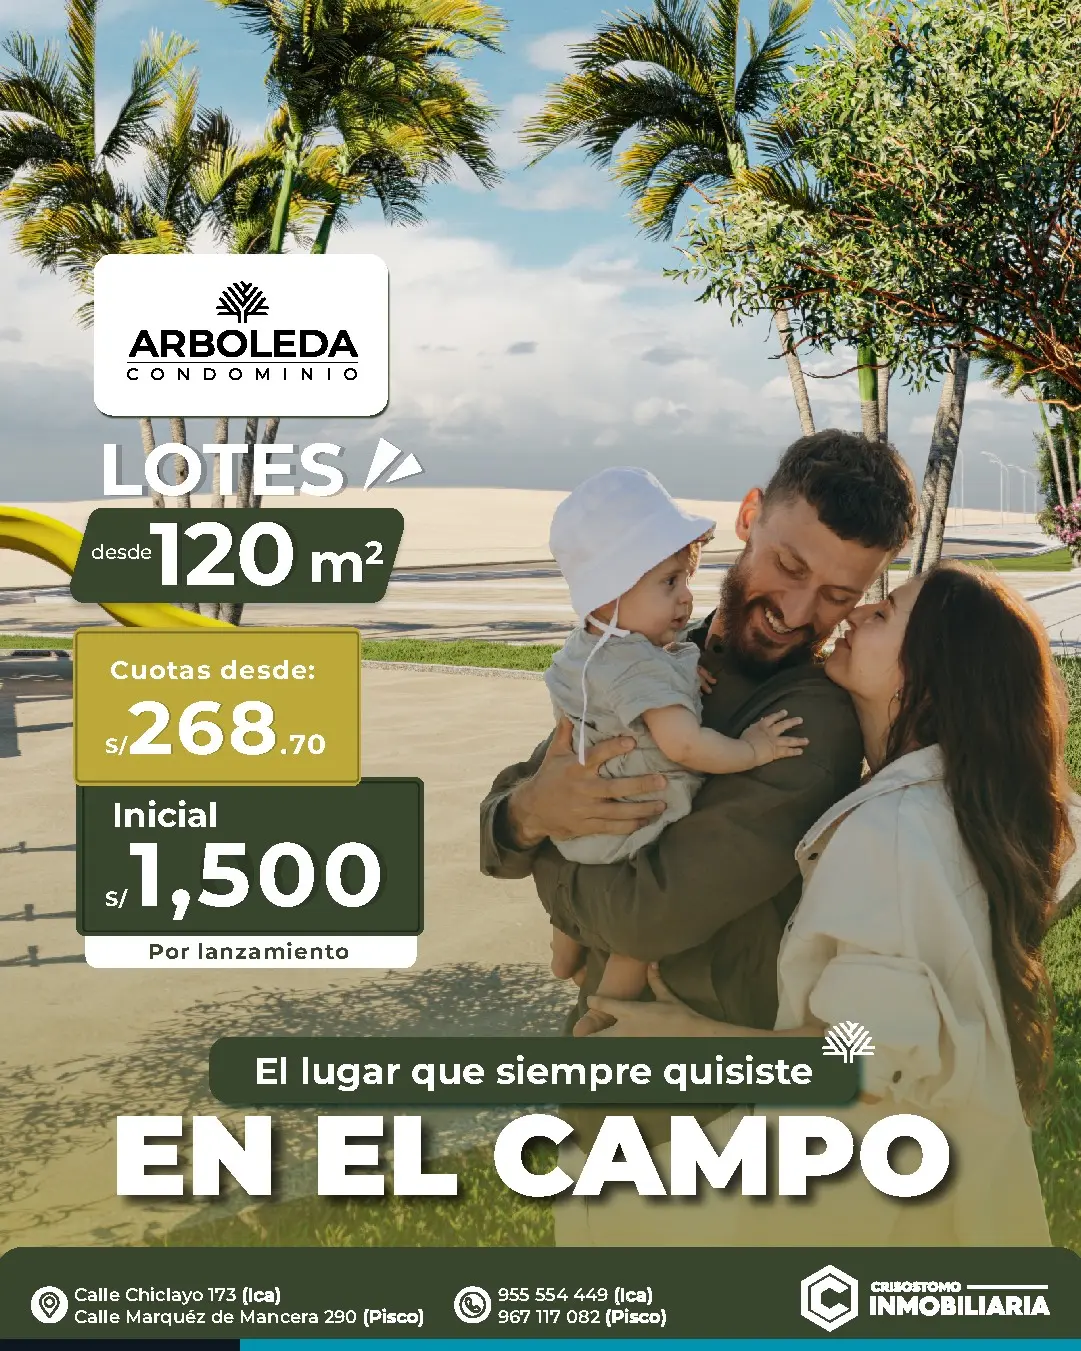 ARBOLEDA
CONDOMINIO
LOTES
desde 120 m²
Cuotas desde:
S/268.70
Inicial
S/1,500
Por lanzamiento
El lugar que siempre quisiste
EN EL CAMPO
Calle Chiclayo 173 (Ica)
Calle Marquéz de Mancera 290 (Pisco)
955 554 449 (Ica)
967 117 082 (Pisco)
CRISOSTOMO
INMOBILIARIA